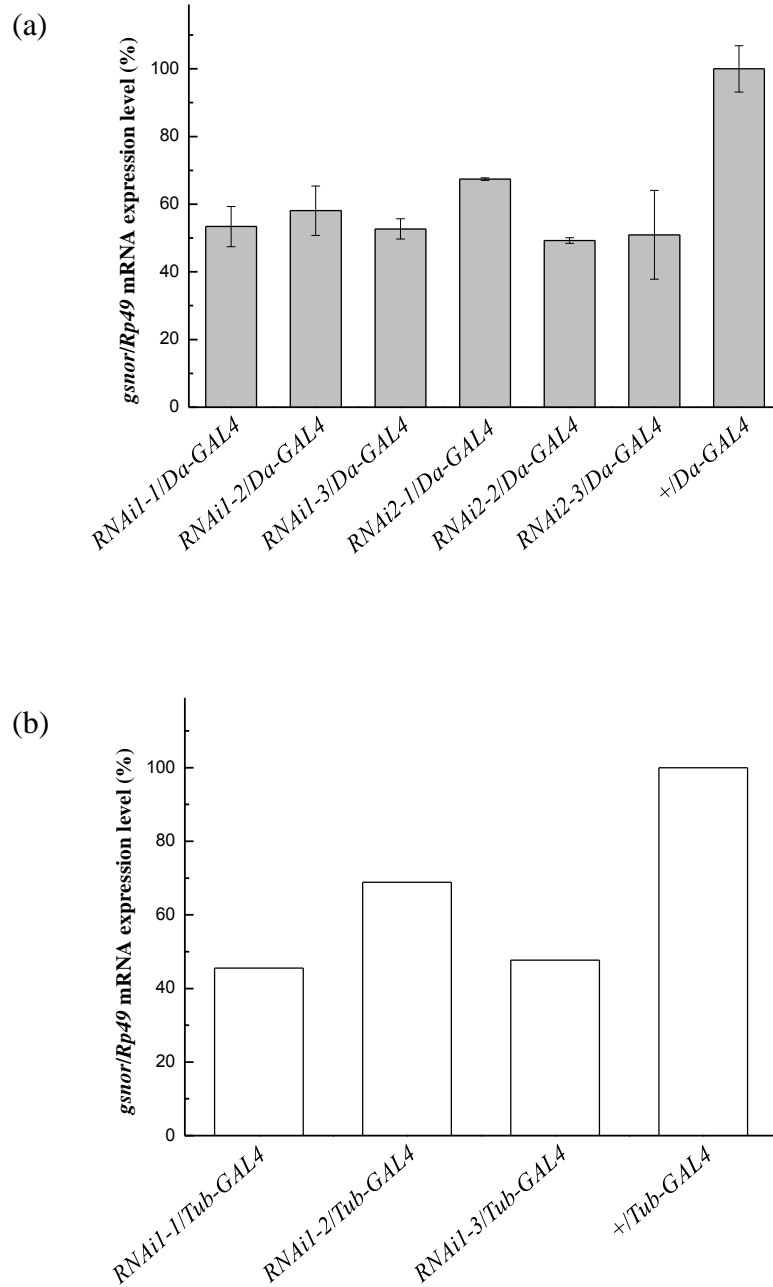 (a)
gsnor/Rp49 mRNA expression level (%)
100
80
60
40
20
0
RNAi1-1/Da-GAL4
RNAi1-2/Da-GAL4
RNAi1-3/Da-GAL4
RNAi2-1/Da-GAL4
RNAi2-2/Da-GAL4
RNAi2-3/Da-GAL4
+/Da-GAL4
(b)
gsnor/Rp49 mRNA expression level (%)
100
80
60
40
20
0
RNAi1-1/Tub-GAL4
RNAi1-2/Tub-GAL4
RNAi1-3/Tub-GAL4
+/Tub-GAL4